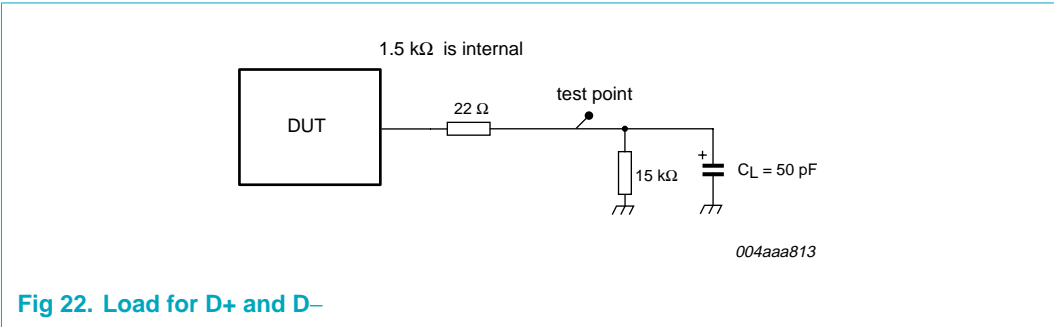 1.5 kΩ is internal
DUT
22 Ω
test point
15 kΩ
+
CL = 50 pF
004aaa813
Fig 22. Load for D+ and D−